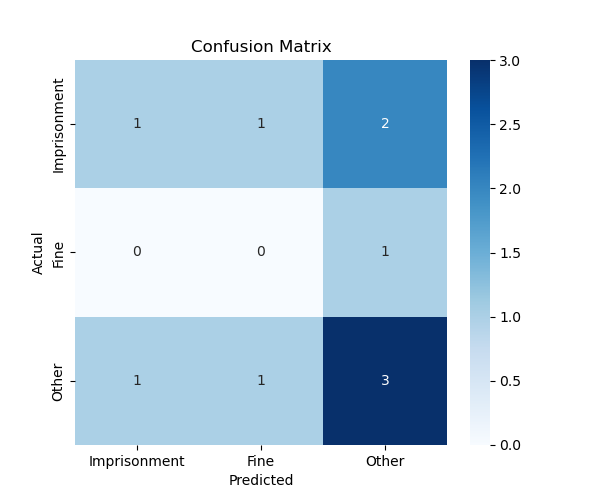 Confusion Matrix
Imprisonment
1 1 2
Fine
0 0 1
Other
1 1 3
Actual
Imprisonment Fine Other
Predicted
3.0
2.5
2.0
1.5
1.0
0.5
0.0